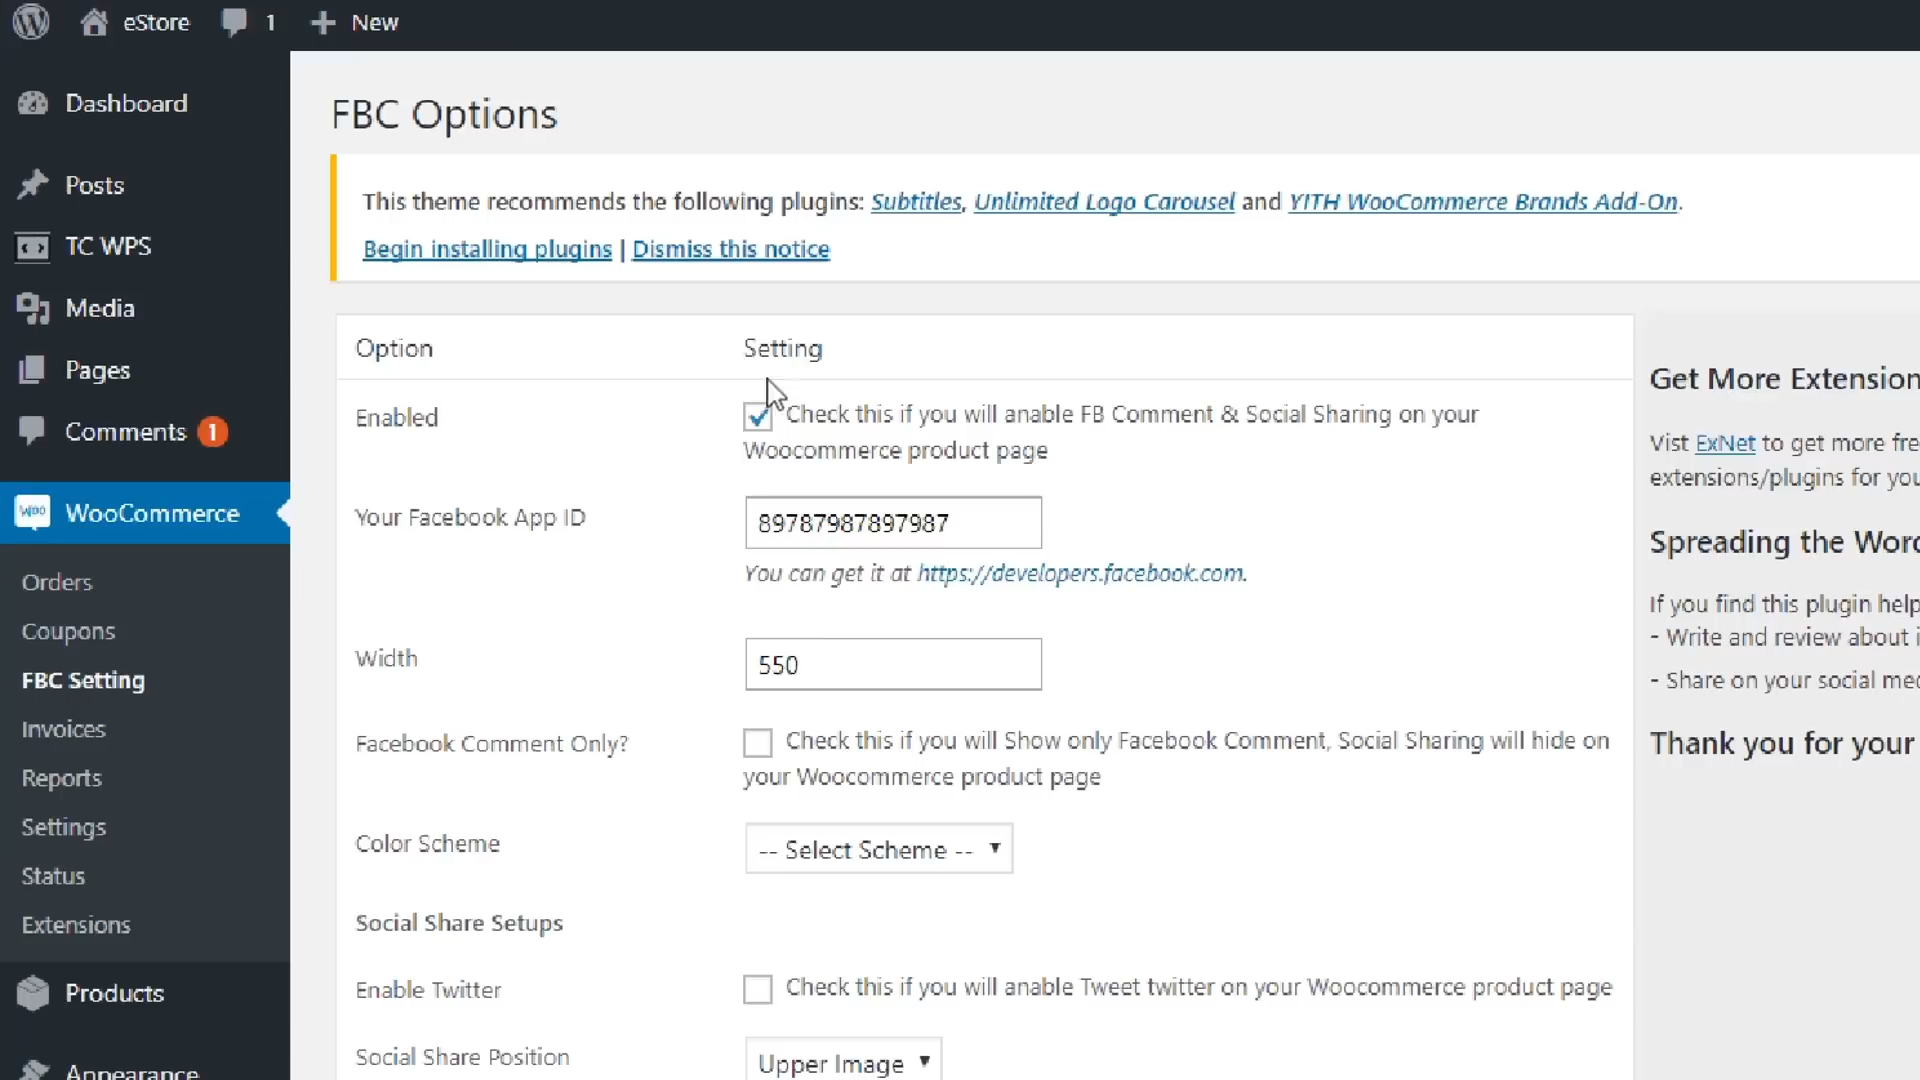 eStore 1 New
Dashboard
Posts
TC WPS
Media
Pages
Comments 1
WOO WooCommerce
Orders
Coupons
FBC Setting
Invoices
Reports
Settings
Status
Extensions
Products
Appearance
FBC Options
This theme recommends the following plugins: Subtitles, Unlimited Logo Carousel and YITH WooCommerce Brands Add-On.
Begin installing plugins | Dismiss this notice
Option Setting
Enabled Check this if you will anable FB Comment & Social Sharing on your
Woocommerce product page
Your Facebook App ID 89787987897987
You can get it at https://developers.facebook.com.
Width 550
Facebook Comment Only? Check this if you will Show only Facebook Comment, Social Sharing will hide on
your Woocommerce product page
Color Scheme -- Select Scheme --
Social Share Setups
Enable Twitter Check this if you will anable Tweet twitter on your Woocommerce product page
Social Share Position Upper Image
Get More Extension
Vist ExNet to get more fre
extensions/plugins for you
Spreading the Word
If you find this plugin help
- Write and review about i
- Share on your social med
Thank you for your